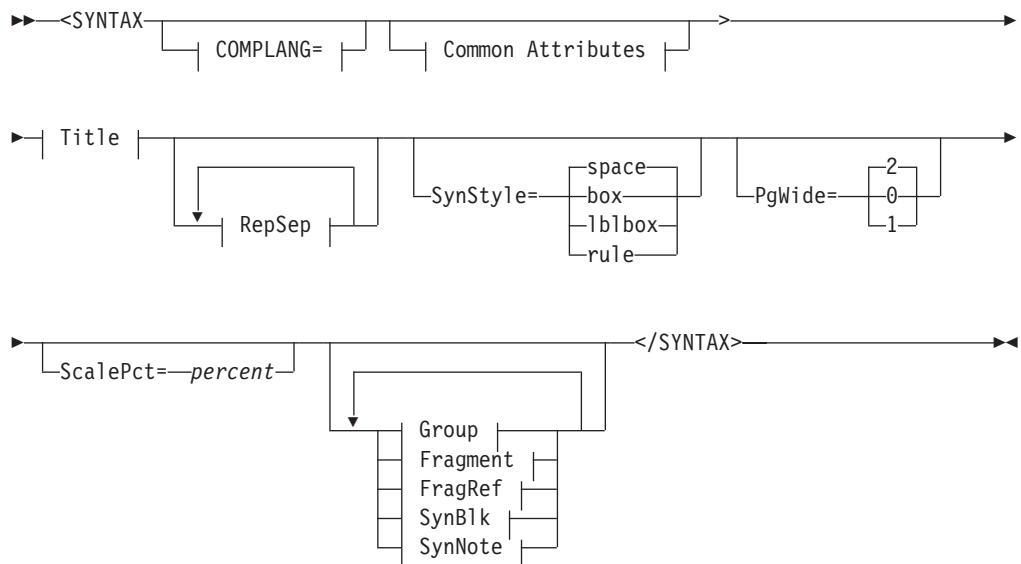 <SYNTAX >
COMPLANG= Common Attributes
Title
space
SynStyle= box PgWide= 2
0
RepSep lblbox 1
rule
</SYNTAX>
ScalePct= percent
Group
Fragment
FragRef
SynBlk
SynNote